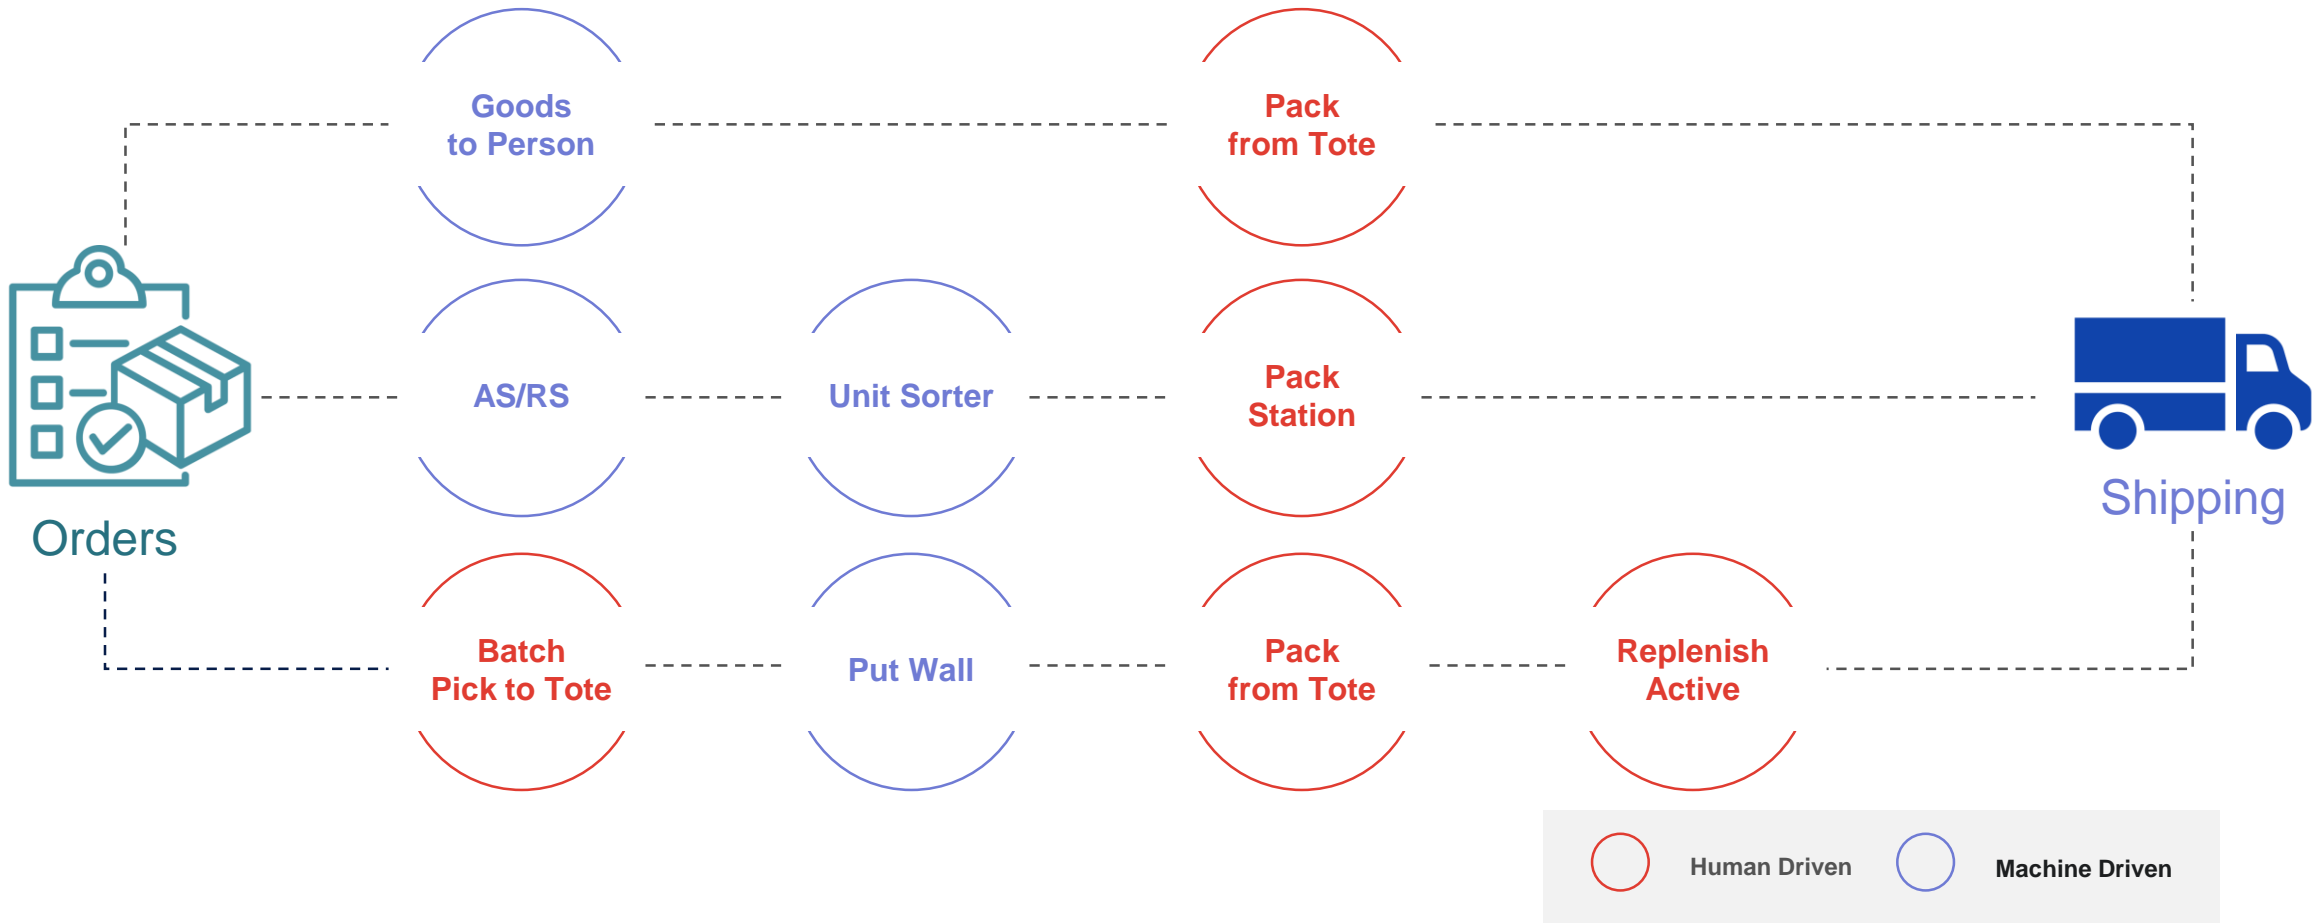 Goods
to Person
Pack
from Tote
AS/RS
Unit Sorter
Pack
Station
Orders
Shipping
Batch
Pick to Tote
Put Wall
Pack
from Tote
Replenish
Active
Human Driven
Machine Driven